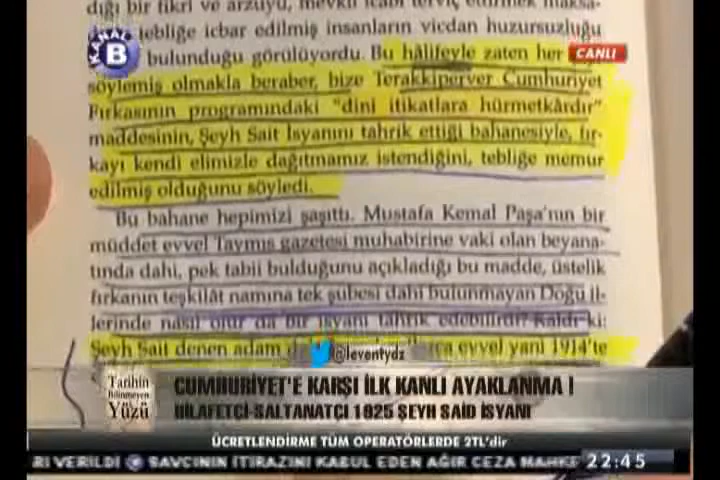 dığı bir fikri ve arzuyu, mevkii icabı terviç ettirmek maksa-
tebliğe icbar edilmiş insanların vicdan huzursuzluğu
KANAL B
bulunduğu görülüyordu. Bu hâlifeyle zaten her
CANLI
söylemiş olmakla beraber, bize Terakkiperver Cumhuriyet
Fırkasının programındaki "dini itikatlara hürmetkârdır"
maddesinin, Şeyh Sait İsyanını tahrik ettiği bahanesiyle, fır-
kayı kendi elimizle dağıtmamız istendiğini, tebliğe memur
edilmiş olduğunu söyledi.
Bu bahane hepimizi şaşıttı. Mustafa Kemal Paşa'nın bir
müddet evvel Taymıs gazetesi muhabirine vaki olan beyana-
tında dahi, pek tabii bulduğunu açıkladığı bu madde, üstelik
fırkanın teşkilât namına tek şubesi dahi bulunmayan Doğu il-
lerinde nasıl olur da bir isyanı tahrik edebilirdi? Kaldı ki:
Şeyh Sait denen adam
evvel yani 1914'te
@leventydz
Tarihin Bilinmeyen Yüzü
CUMHURİYET'E KARŞI İLK KANLI AYAKLANMA I
HİLAFETÇİ-SALTANATÇI 1925 ŞEYH SAİD İSYANI
ÜCRETLENDİRME TÜM OPERATÖRLERDE 2TL'dir
RI VERİLDİ SAVCININ İTİRAZINI KABUL EDEN AĞIR CEZA MAHKE
22:45